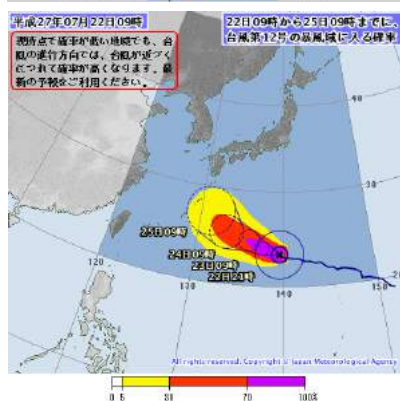 平成27年07月22日09時
22日09時から25日09時までに、
台風第12号の暴風域に入る確率
現時点で確率が低い地域でも、台
風の進行方向では、台風が近づく
につれて確率が高くなります。最
新の予報をご利用ください。
30
25日09時
24日09時
23日09時
22日21時
120
130
140
150
20
All rights reserved. Copyright © Japan Meteorological Agency
0 5 31 70 100%